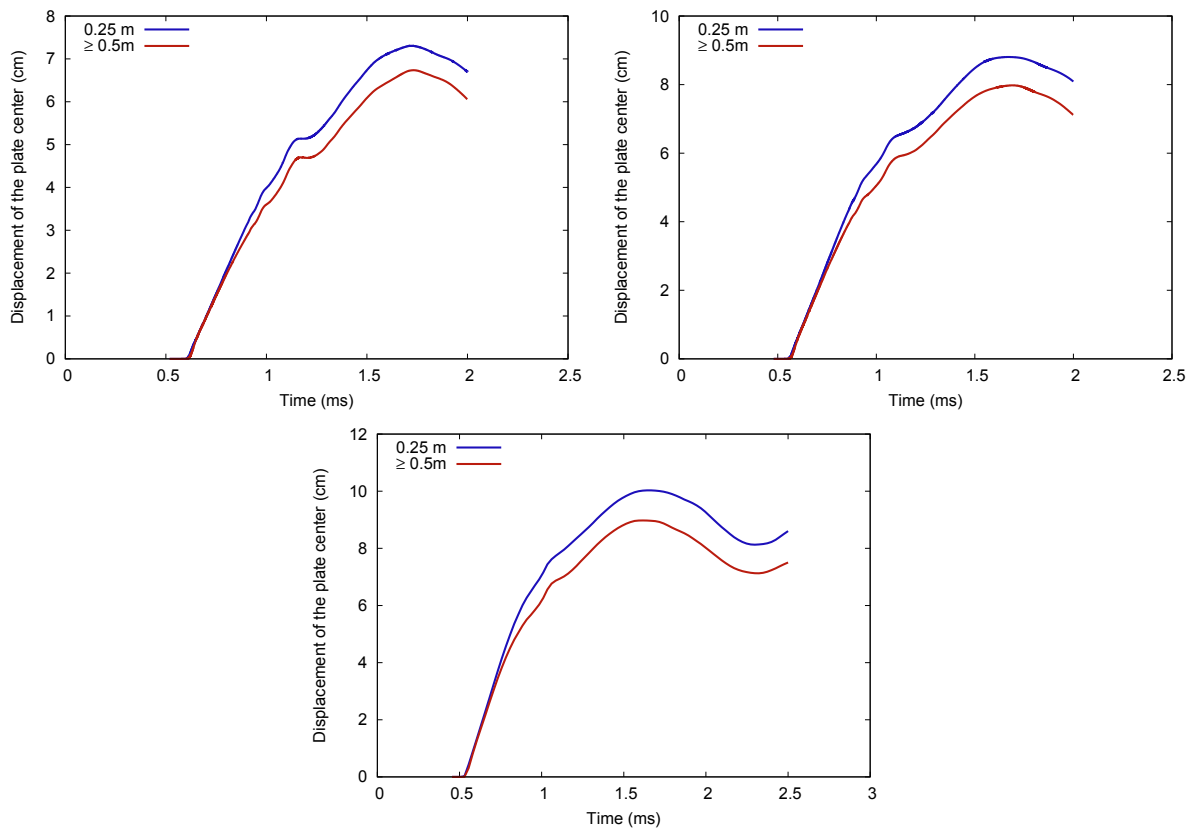 8
7
6
5
4
3
2
1
0
0.25 m
≥ 0.5m
Displacement of the plate center (cm)
0 0.5 1 1.5 2 2.5
Time (ms)
10
8
6
4
2
0
0.25 m
≥ 0.5m
Displacement of the plate center (cm)
0 0.5 1 1.5 2 2.5
Time (ms)
12
10
8
6
4
2
0
0.25 m
≥ 0.5m
Displacement of the plate center (cm)
0 0.5 1 1.5 2 2.5 3
Time (ms)